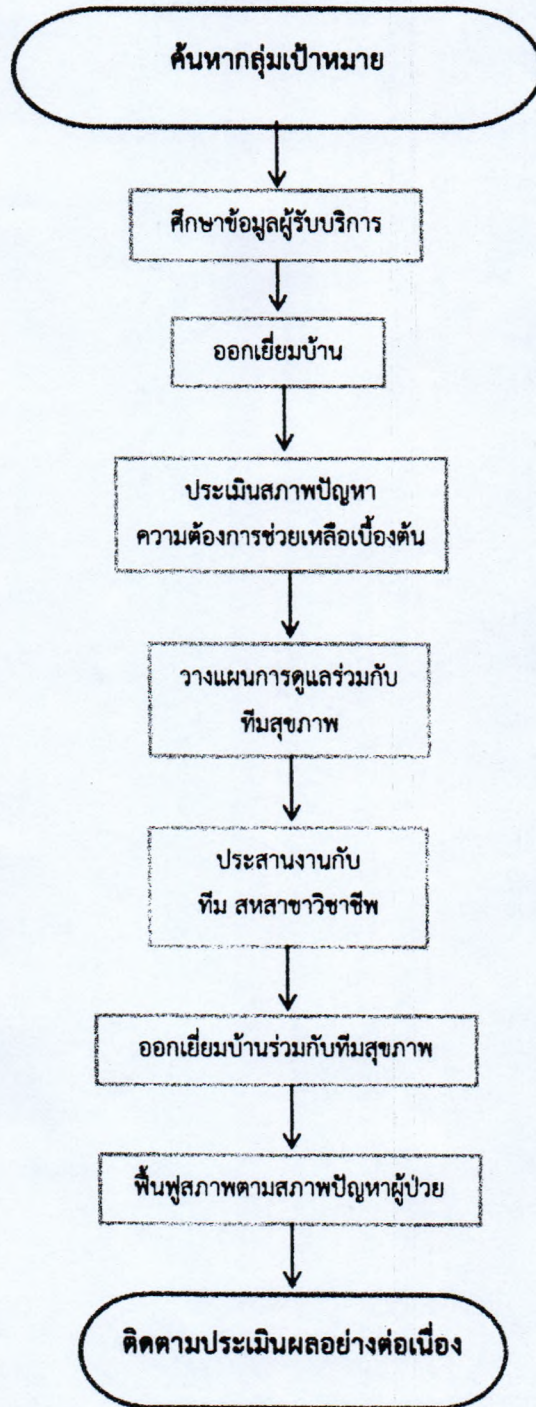 ค้นหากลุ่มเป้าหมาย
ศึกษาข้อมูลผู้รับบริการ
ออกเยี่ยมบ้าน
ประเมินสภาพปัญหา
ความต้องการช่วยเหลือเบื้องต้น
วางแผนการดูแลร่วมกับ
ทีมสุขภาพ
ประสานงานกับ
ทีม สหสาขาวิชาชีพ
ออกเยี่ยมบ้านร่วมกับทีมสุขภาพ
ฟื้นฟูสภาพตามสภาพปัญหาผู้ป่วย
ติดตามประเมินผลอย่างต่อเนื่อง